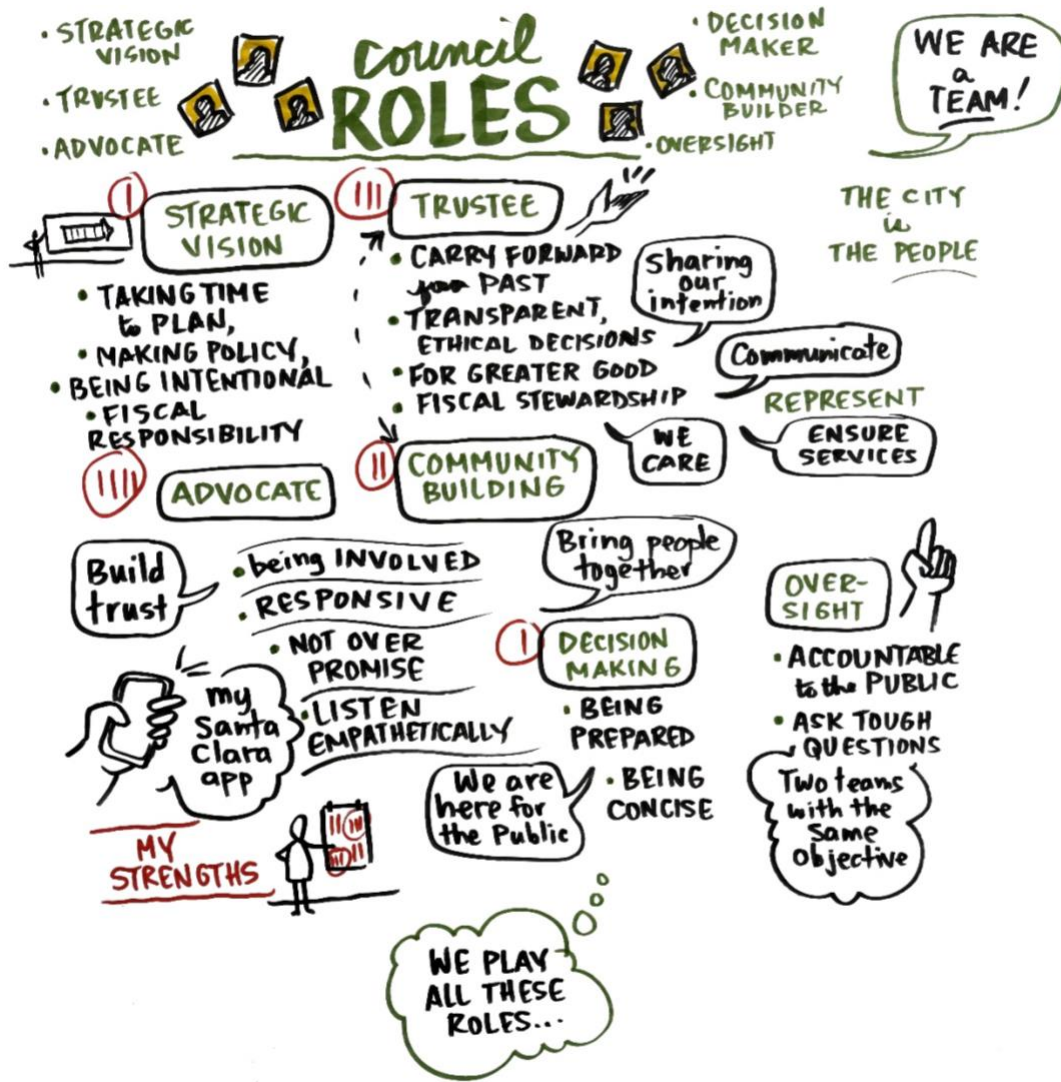 • STRATEGIC
VISION
• TRUSTEE
• ADVOCATE
council
ROLES
• DECISION
MAKER
• COMMUNITY
BUILDER
• OVERSIGHT
WE ARE
a
TEAM!
THE CITY
is
THE PEOPLE
I
STRATEGIC
VISION
• TAKING TIME
to PLAN,
• MAKING POLICY,
• BEING INTENTIONAL
• FISCAL
RESPONSIBILITY
III
TRUSTEE
• CARRY FORWARD
PAST
• TRANSPARENT,
ETHICAL DECISIONS
• FOR GREATER GOOD
• FISCAL STEWARDSHIP
Sharing
our
intention
Communicate
REPRESENT
WE
CARE
ENSURE
SERVICES
IIII
ADVOCATE
Build
trust
• being INVOLVED
• RESPONSIVE
• NOT OVER
PROMISE
• LISTEN
EMPATHETICALLY
my
Santa
Clara
app
II
COMMUNITY
BUILDING
Bring people
together
I
DECISION
MAKING
• BEING
PREPARED
• BEING
CONCISE
We are
here for
the Public
OVER-
SIGHT
• ACCOUNTABLE
to the PUBLIC
• ASK TOUGH
QUESTIONS
Two teams
with the
same
objective
MY
STRENGTHS
WE PLAY
ALL THESE
ROLES...